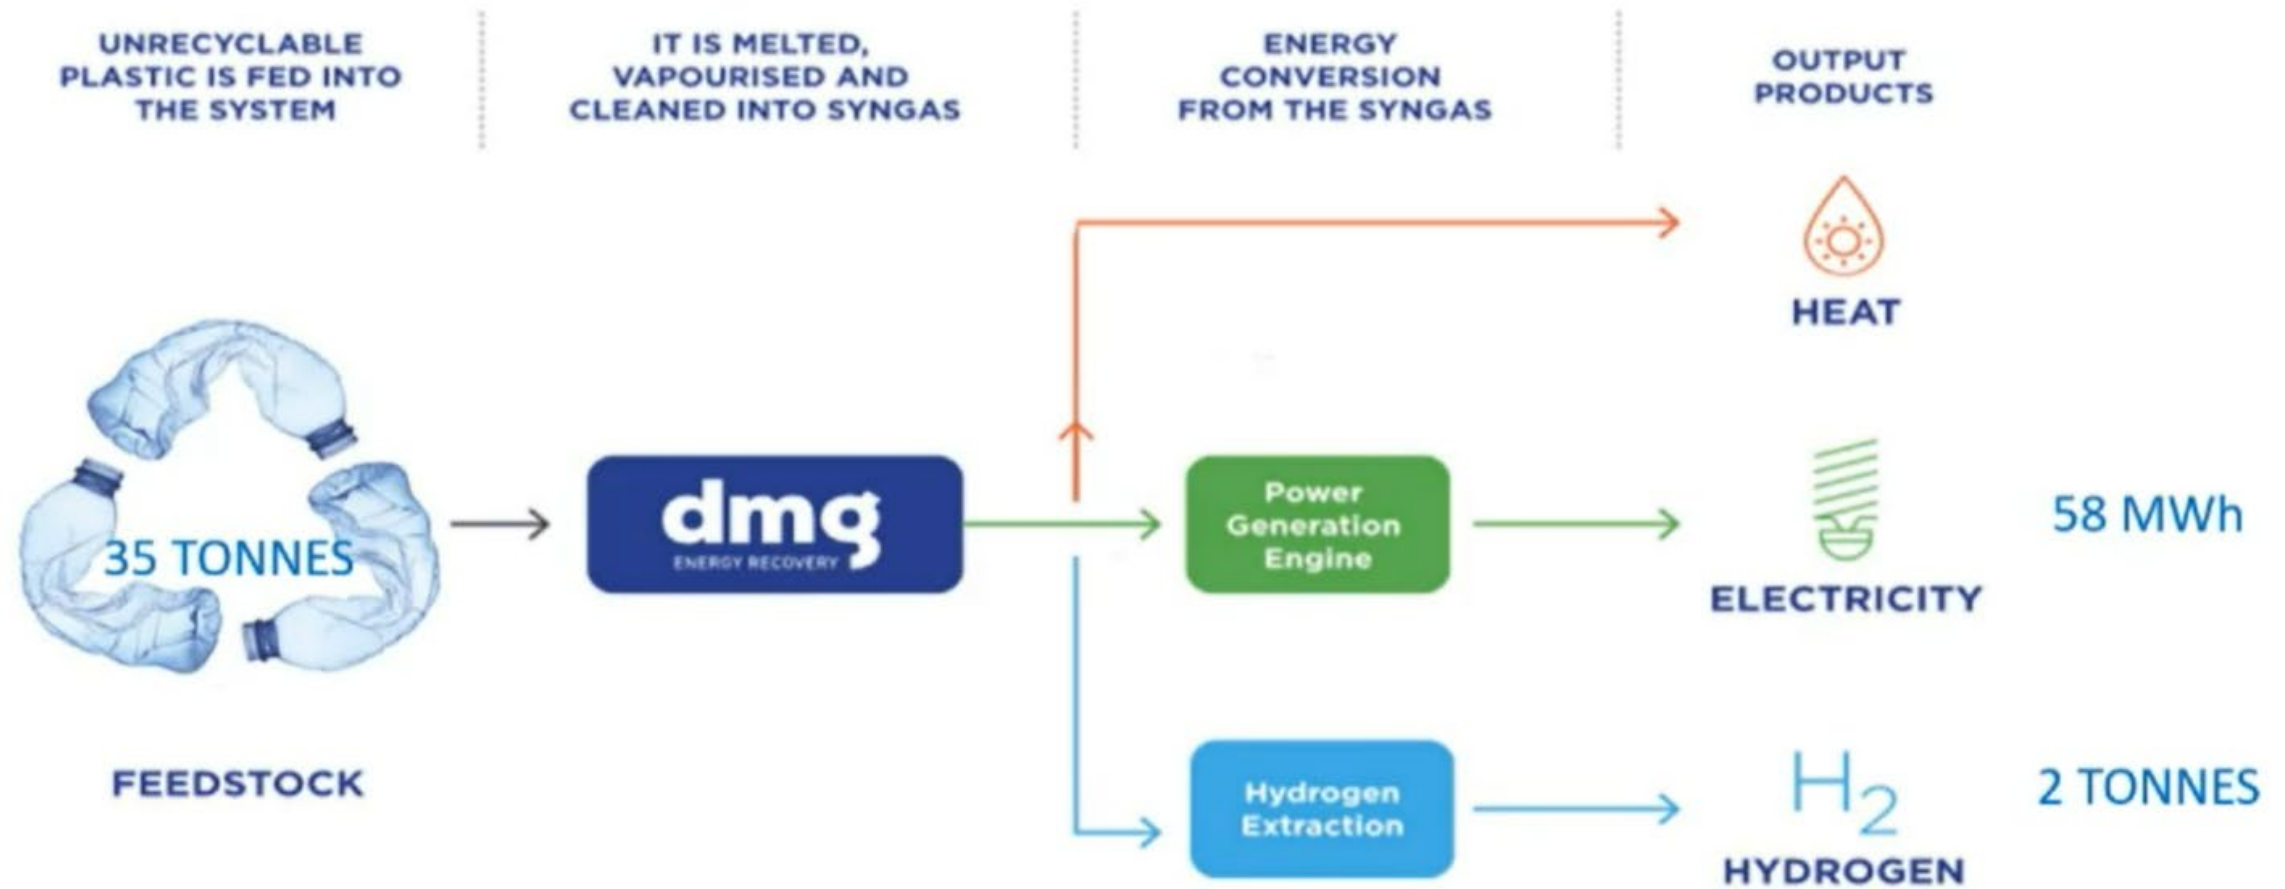 UNRECYCLABLE
PLASTIC IS FED INTO
THE SYSTEM
IT IS MELTED,
VAPOURISED AND
CLEANED INTO SYNGAS
ENERGY
CONVERSION
FROM THE SYNGAS
OUTPUT
PRODUCTS
HEAT
35 TONNES
FEEDSTOCK
dmg
ENERGY RECOVERY
Power
Generation
Engine
ELECTRICITY
58 MWh
Hydrogen
Extraction
H2
HYDROGEN
2 TONNES